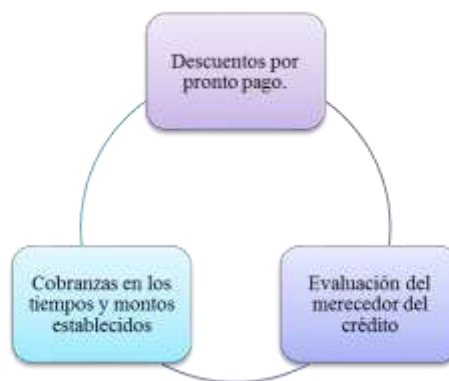 Descuentos por
pronto pago.
Cobranzas en los
tiempos y montos
establecidos
Evaluación del
merecedor del
crédito